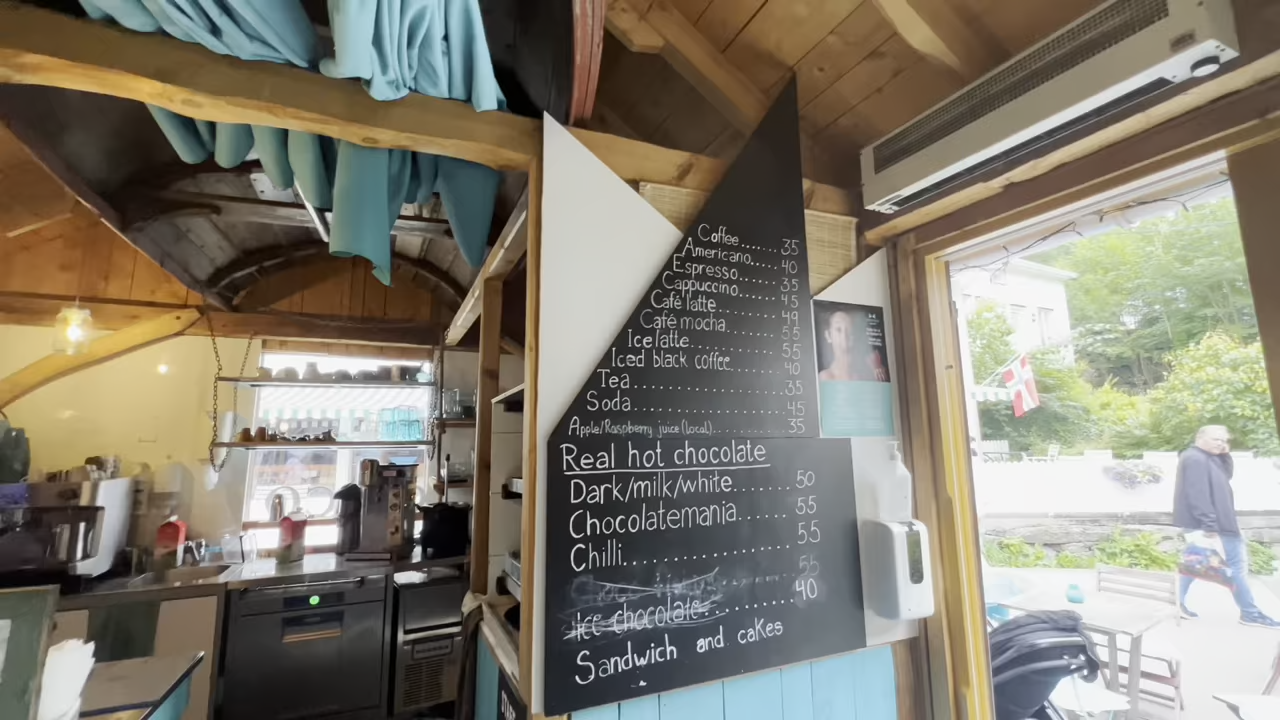 Coffee.......35
Americano.....40
Espresso......35
Cappuccino......45
Café latte........49
Café mocha........55
Ice latte............55
Iced black coffee.......40
Tea.....................35
Soda....................45
Apple/Raspberry juice (local)...........35
Real hot chocolate
Dark/milk/white.......50
Chocolatemania......55
Chilli..................55
55
ice chocolate.........40
Sandwich and cakes